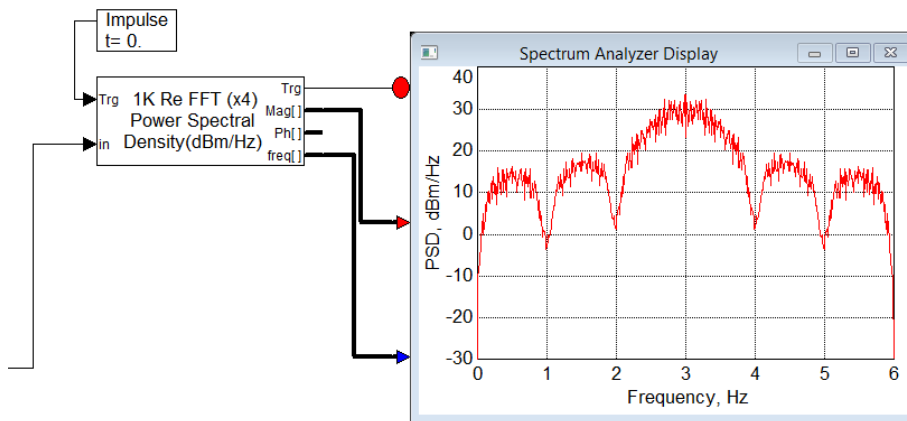 Impulse
t= 0.
Trg
in
1K Re FFT (x4)
Power Spectral
Density(dBm/Hz)
Trg
Mag[ ]
Ph[ ]
freq[ ]
Spectrum Analyzer Display
PSD, dBm/Hz
40
30
20
10
0
-10
-20
-30
0 1 2 3 4 5 6
Frequency, Hz